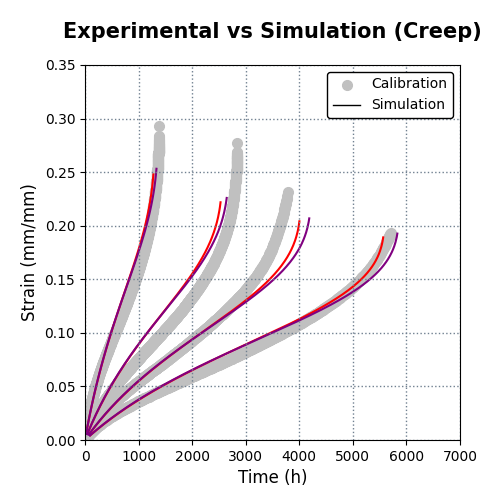 Experimental vs Simulation (Creep)
0.35
0.30
0.25
0.20
0.15
0.10
0.05
0.00
Strain (mm/mm)
Calibration
Simulation
0 1000 2000 3000 4000 5000 6000 7000
Time (h)